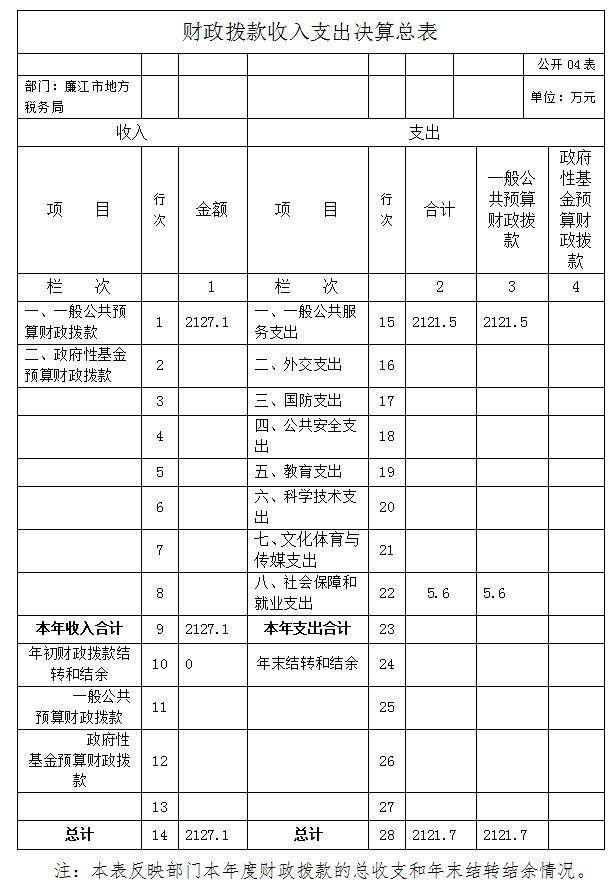 财政拨款收入支出决算总表
公开04表
部门：廉江市地方
税务局
单位：万元
收入 支出
项 目 行次 金额 项 目 行次 合计 一般公共预算财政拨款 政府性基金预算财政拨款
栏 次 1 栏 次 2 3 4
一、一般公共预算财政拨款 1 2127.1 一、一般公共服务支出 15 2121.5 2121.5
二、政府性基金预算财政拨款 2 二、外交支出 16
3 三、国防支出 17
4 四、公共安全支出 18
5 五、教育支出 19
6 六、科学技术支出 20
7 七、文化体育与传媒支出 21
8 八、社会保障和就业支出 22 5.6 5.6
本年收入合计 9 2127.1 本年支出合计 23
年初财政拨款结转和结余 10 0 年末结转和结余 24
一般公共预算财政拨款 11 25
政府性基金预算财政拨款 12 26
13 27
总计 14 2127.1 总计 28 2121.7 2121.7
注：本表反映部门本年度财政拨款的总收支和年末结转结余情况。